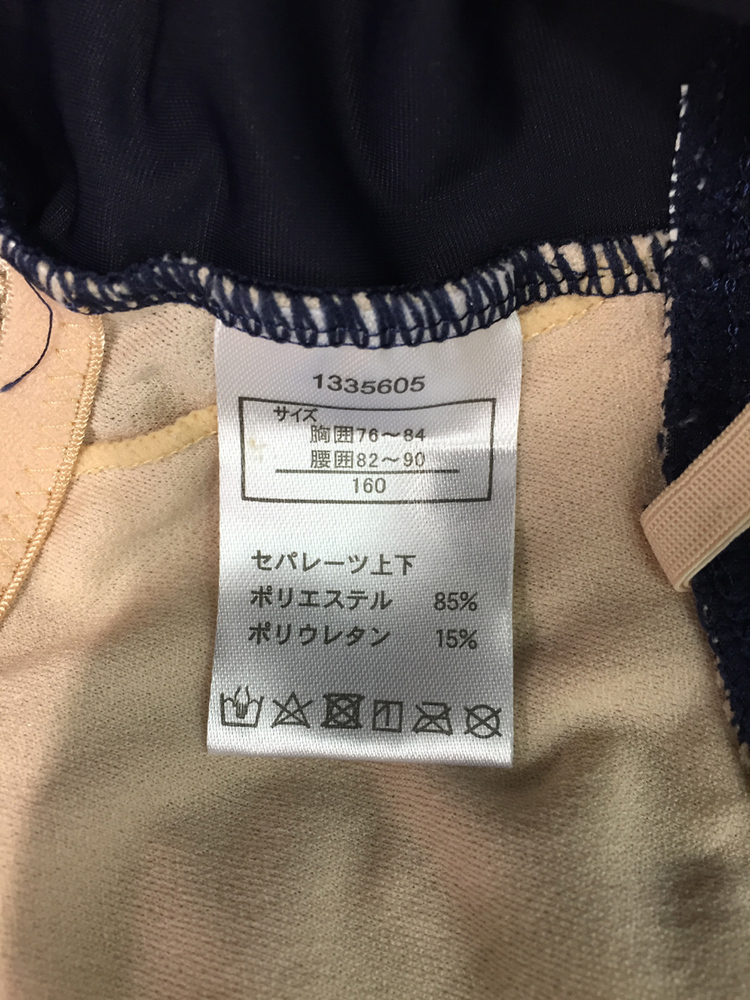 1335605
サイズ
胸囲76～84
腰囲82～90
160
セパレーツ上下
ポリエステル 85%
ポリウレタン 15%